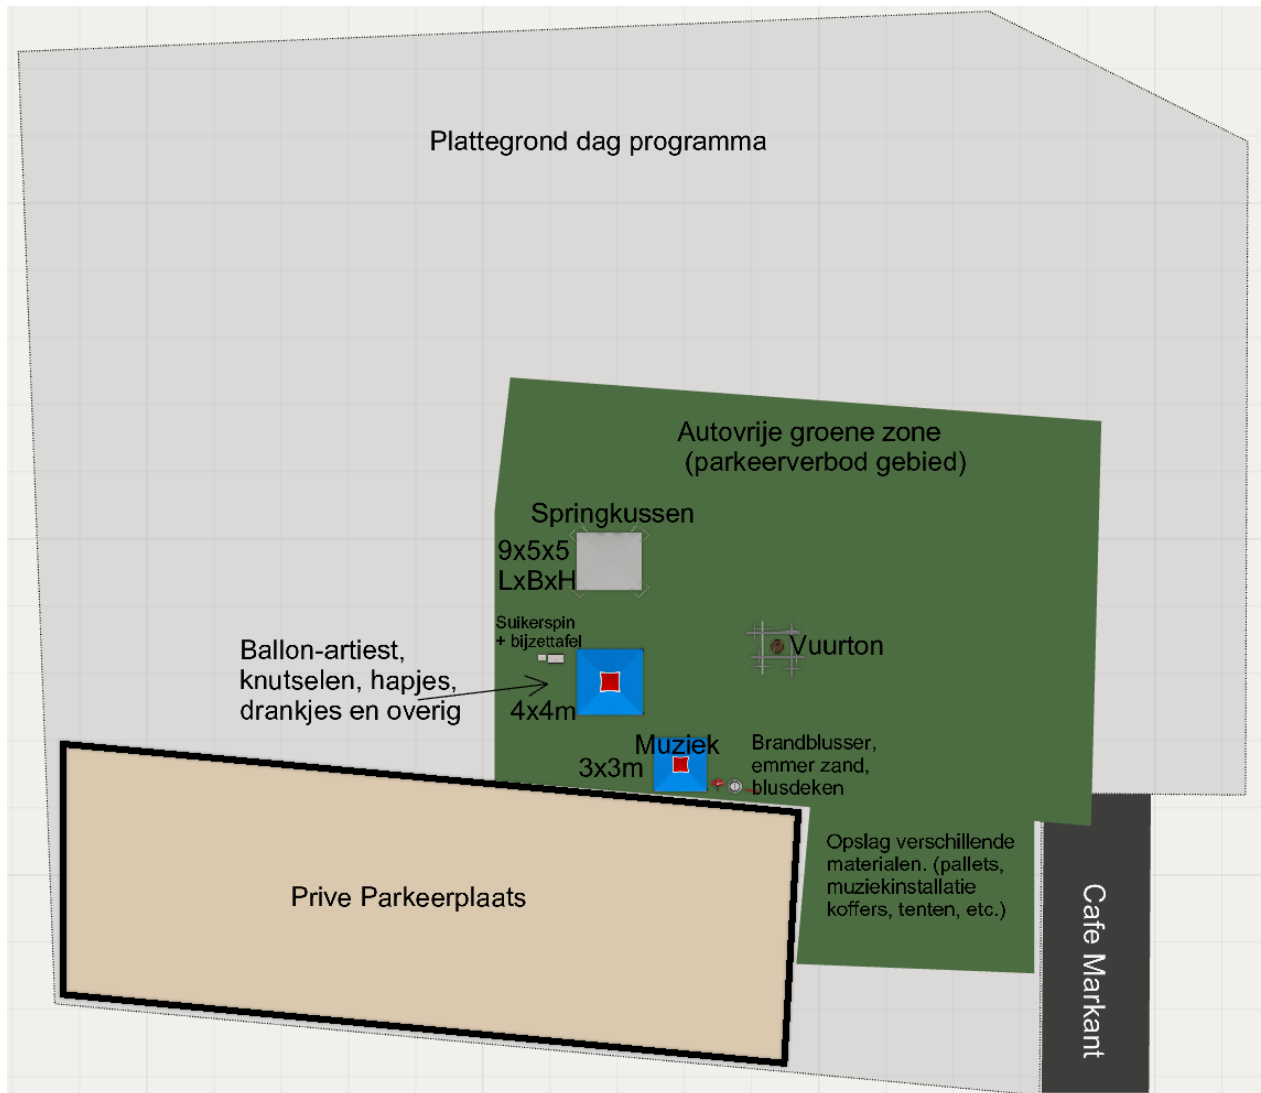 Plattegrond dag programma
Autovrije groene zone
(parkeerverbod gebied)
Springkussen
9x5x5
LxBxH
Suikerspin
+ bijzettafel
Vuurton
Ballon-artiest,
knutselen, hapjes,
drankjes en overig
4x4m
Muziek
3x3m
Brandblusser,
emmer zand,
blusdeken
Opslag verschillende
materialen. (pallets,
muziekinstallatie
koffers, tenten, etc.)
Prive Parkeerplaats
Cafe Markant